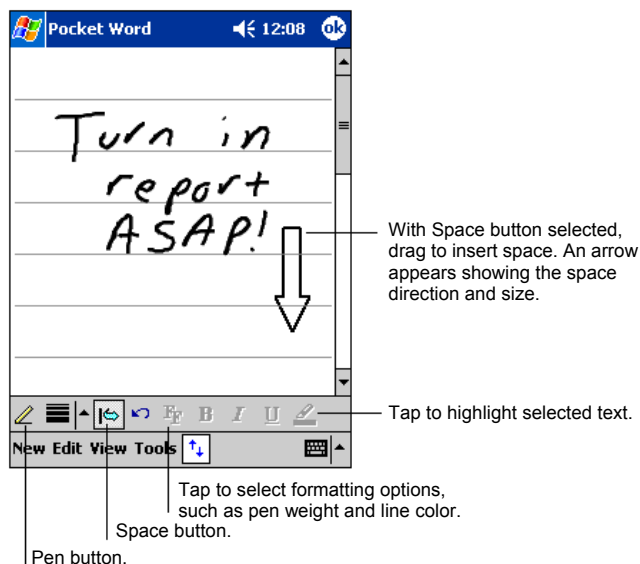 Pocket Word 12:08 ok
Turn in
report
ASAP!
With Space button selected,
drag to insert space. An arrow
appears showing the space
direction and size.
B I U
Tap to highlight selected text.
New Edit View Tools
Tap to select formatting options,
such as pen weight and line color.
Space button.
Pen button.